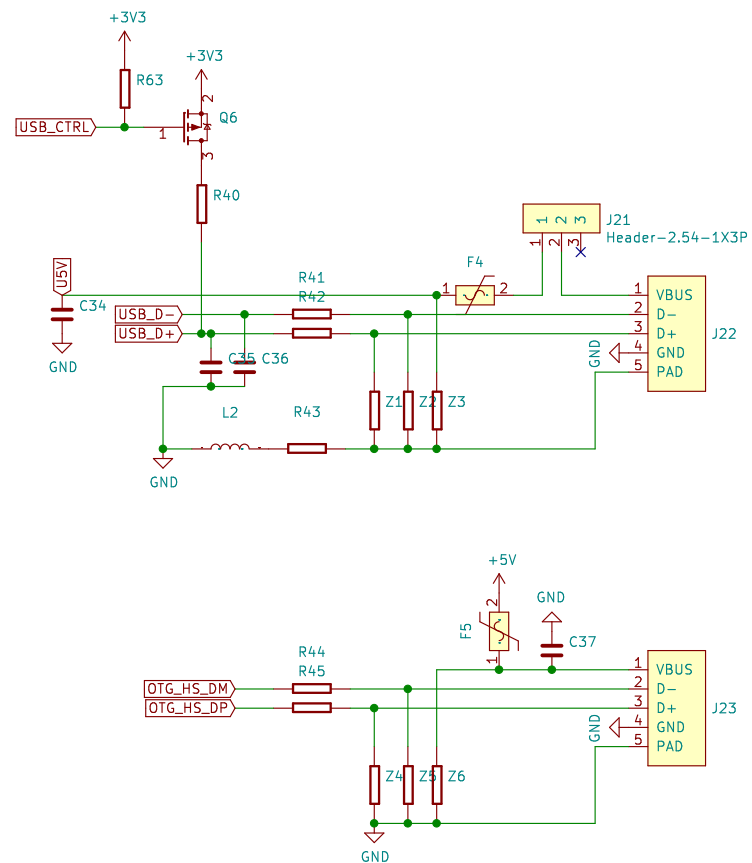 +3V3
+3V3
R63
2
Q6
USB_CTRL
1
3
R40
1 2 3
J21
Header-2.54-1X3P
1 2 3
U5V
F4
R41
1 2
1 VBUS
C34
R42
USB_D-
2 D-
USB_D+
3 D+
J22
GND
C35 C36
GND
4 GND
5 PAD
L2
R43
Z1 Z2 Z3
GND
+5V
2
GND
F5
C37
1
R44
R45
1 VBUS
OTG_HS_DM
2 D-
OTG_HS_DP
3 D+
J23
GND
4 GND
5 PAD
Z4 Z5 Z6
GND